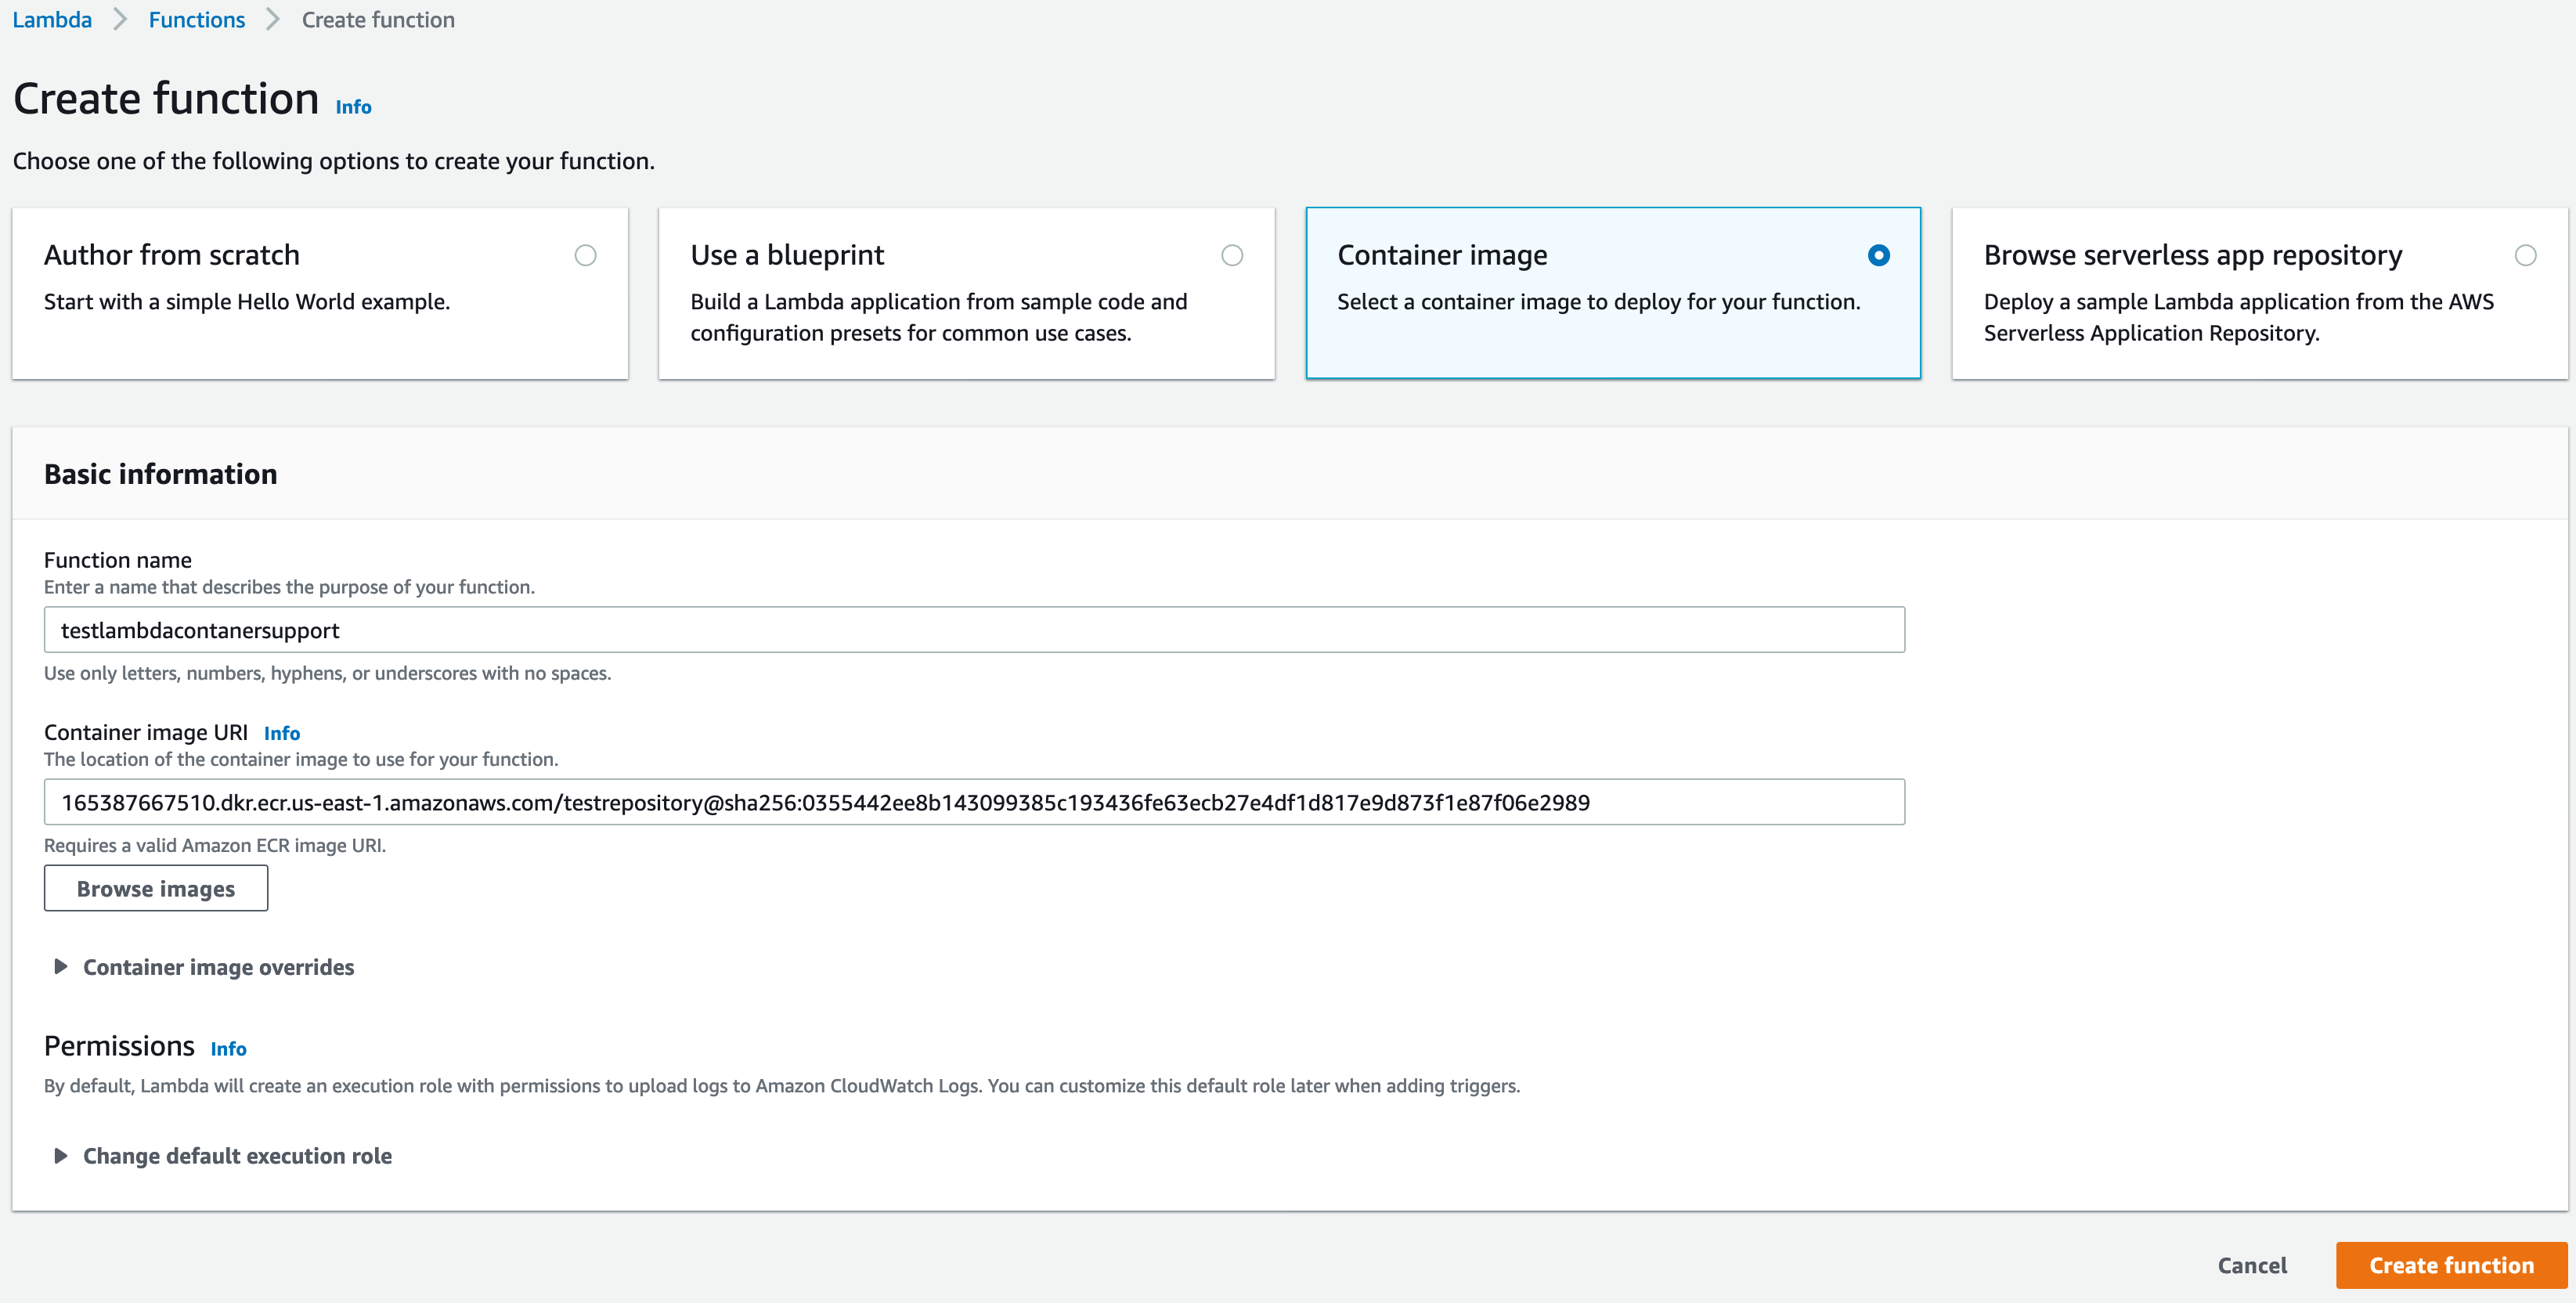 Lambda > Functions > Create function
Create function Info
Choose one of the following options to create your function.
Author from scratch
Start with a simple Hello World example.
Use a blueprint
Build a Lambda application from sample code and
configuration presets for common use cases.
Container image
Select a container image to deploy for your function.
Browse serverless app repository
Deploy a sample Lambda application from the AWS
Serverless Application Repository.
Basic information
Function name
Enter a name that describes the purpose of your function.
testlambdacontanersupport
Use only letters, numbers, hyphens, or underscores with no spaces.
Container image URI Info
The location of the container image to use for your function.
165387667510.dkr.ecr.us-east-1.amazonaws.com/testrepository@sha256:0355442ee8b143099385c193436fe63ecb27e4df1d817e9d873f1e87f06e2989
Requires a valid Amazon ECR image URI.
Browse images
Container image overrides
Permissions Info
By default, Lambda will create an execution role with permissions to upload logs to Amazon CloudWatch Logs. You can customize this default role later when adding triggers.
Change default execution role
Cancel
Create function